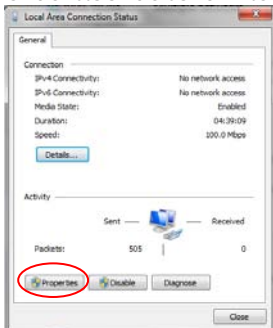 Local Area Connection Status
General
Connection
IPv4 Connectivity: No network access
IPv6 Connectivity: No network access
Media State: Enabled
Duration: 04:39:09
Speed: 100.0 Mbps
Details...
Activity
Sent — — Received
Packets: 505 | 0
Properties Disable Diagnose
Close